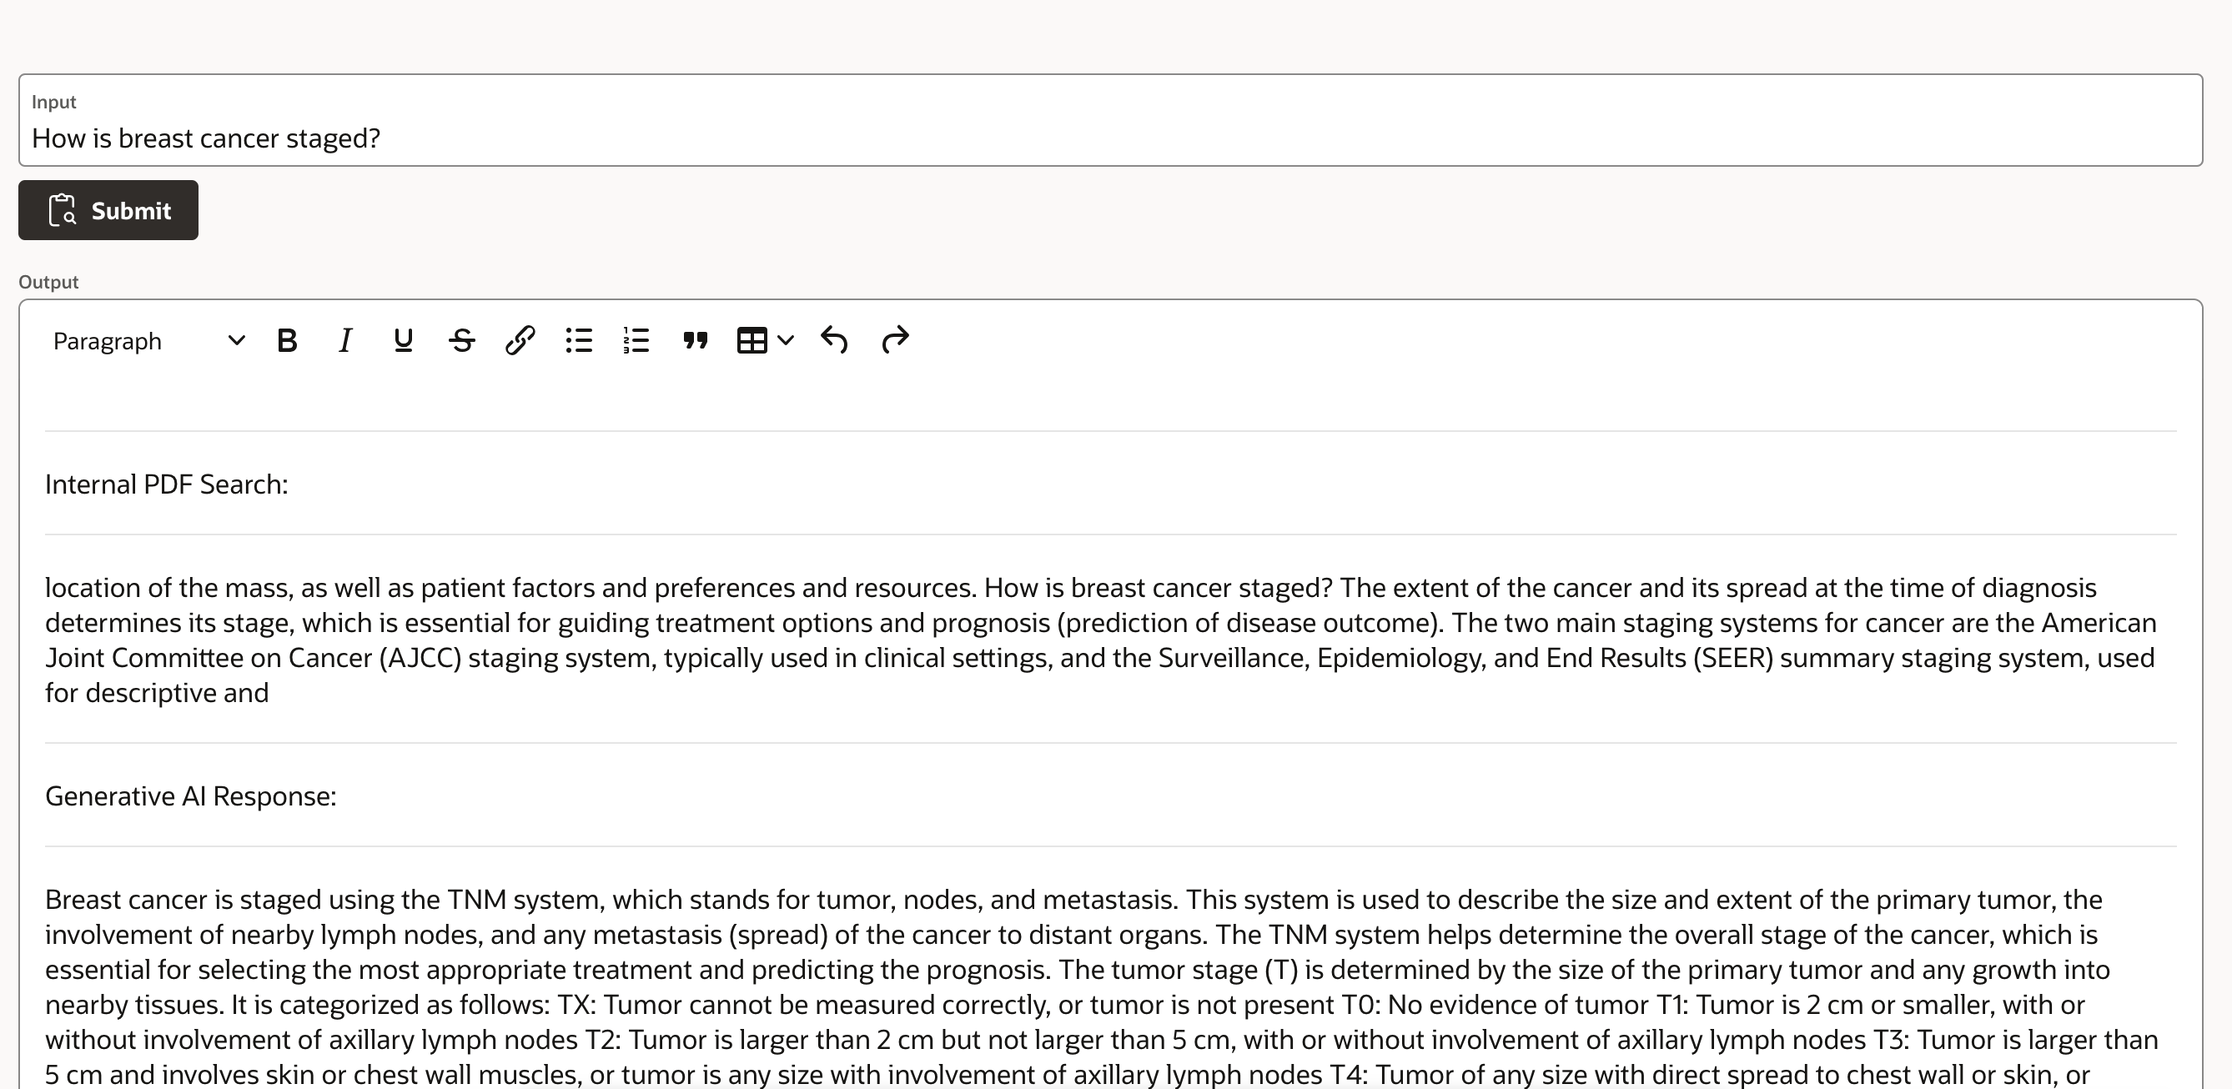 Input
How is breast cancer staged?
Submit
Output
Paragraph
Internal PDF Search:
location of the mass, as well as patient factors and preferences and resources. How is breast cancer staged? The extent of the cancer and its spread at the time of diagnosis
determines its stage, which is essential for guiding treatment options and prognosis (prediction of disease outcome). The two main staging systems for cancer are the American
Joint Committee on Cancer (AJCC) staging system, typically used in clinical settings, and the Surveillance, Epidemiology, and End Results (SEER) summary staging system, used
for descriptive and
Generative AI Response:
Breast cancer is staged using the TNM system, which stands for tumor, nodes, and metastasis. This system is used to describe the size and extent of the primary tumor, the
involvement of nearby lymph nodes, and any metastasis (spread) of the cancer to distant organs. The TNM system helps determine the overall stage of the cancer, which is
essential for selecting the most appropriate treatment and predicting the prognosis. The tumor stage (T) is determined by the size of the primary tumor and any growth into
nearby tissues. It is categorized as follows: TX: Tumor cannot be measured correctly, or tumor is not present T0: No evidence of tumor T1: Tumor is 2 cm or smaller, with or
without involvement of axillary lymph nodes T2: Tumor is larger than 2 cm but not larger than 5 cm, with or without involvement of axillary lymph nodes T3: Tumor is larger than
5 cm and involves skin or chest wall muscles, or tumor is any size with involvement of axillary lymph nodes T4: Tumor of any size with direct spread to chest wall or skin, or